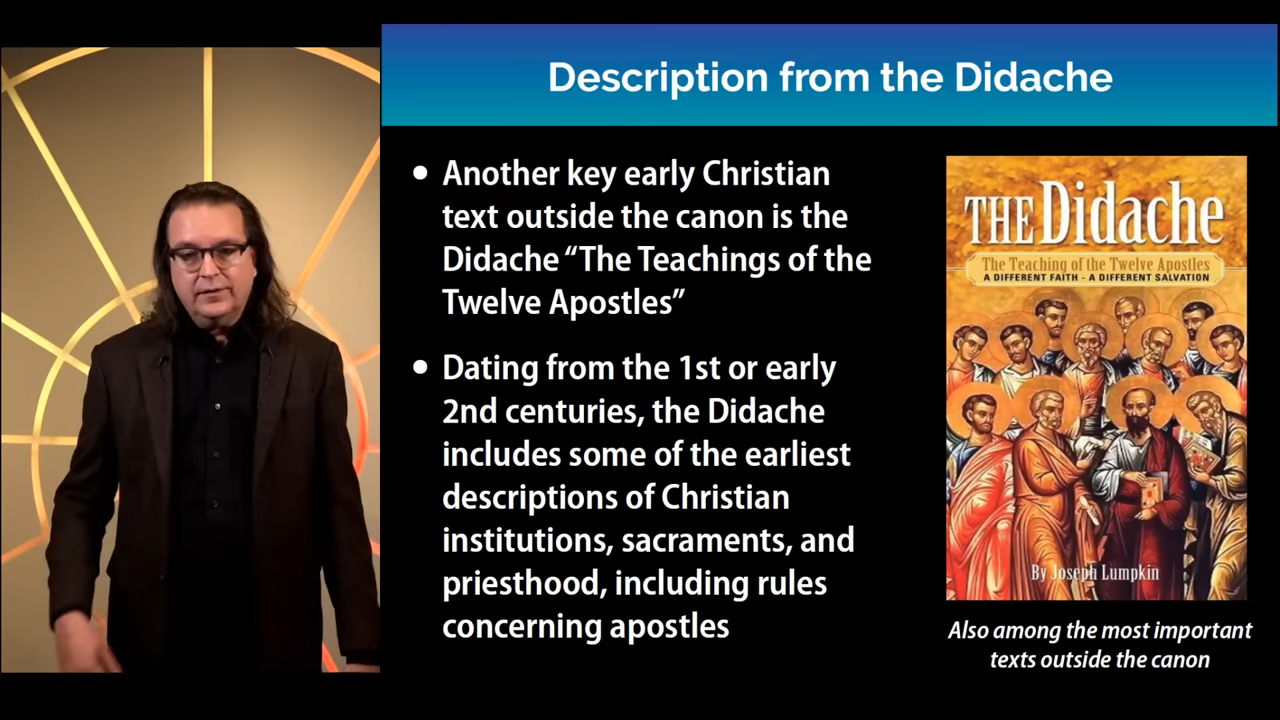 Description from the Didache
• Another key early Christian
text outside the canon is the
Didache “The Teachings of the
Twelve Apostles”
• Dating from the 1st or early
2nd centuries, the Didache
includes some of the earliest
descriptions of Christian
institutions, sacraments, and
priesthood, including rules
concerning apostles
THE Didache
The Teaching of the Twelve Apostles
A DIFFERENT FAITH - A DIFFERENT SALVATION
By Joseph Lumpkin
Also among the most important
texts outside the canon